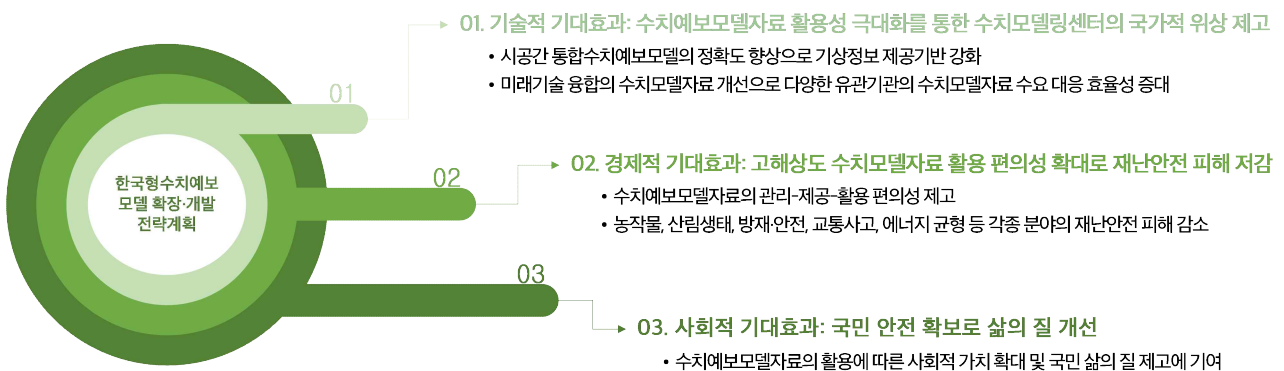 01. 기술적 기대효과: 수치예보모델자료 활용성 극대화를 통한 수치모델링센터의 국가적 위상 제고
• 시공간 통합수치예보모델의 정확도 향상으로 기상정보 제공기반 강화
• 미래기술 융합의 수치모델자료 개선으로 다양한 유관기관의 수치모델자료 수요 대응 효율성 증대
01
02. 경제적 기대효과: 고해상도 수치모델자료 활용 편의성 확대로 재난안전 피해 저감
02
• 수치예보모델자료의 관리-제공-활용 편의성 제고
• 농작물, 산림생태, 방재·안전, 교통사고, 에너지 균형 등 각종 분야의 재난안전 피해 감소
한국형수치예보
모델 확장·개발
전략계획
03
03. 사회적 기대효과: 국민 안전 확보로 삶의 질 개선
• 수치예보모델자료의 활용에 따른 사회적 가치 확대 및 국민 삶의 질 제고에 기여